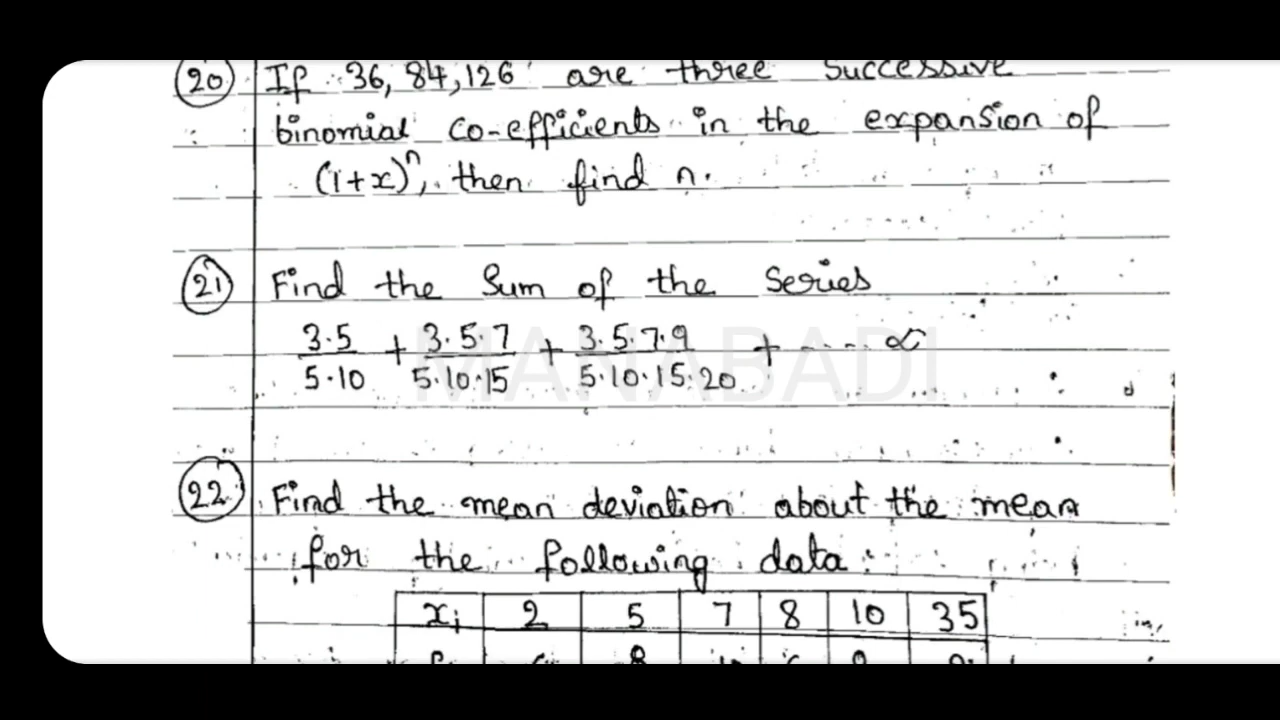 20 If 36, 84, 126 are three successive
binomial co-efficients in the expansion of
(1+x)^n, then find n.
21 Find the Sum of the Series
3.5/5.10 + 3.5.7/5.10.15 + 3.5.7.9/5.10.15.20 + ----- ∝
MANABADI
22 Find the mean deviation about the mean
for the following data:
xi 2 5 7 8 10 35
8